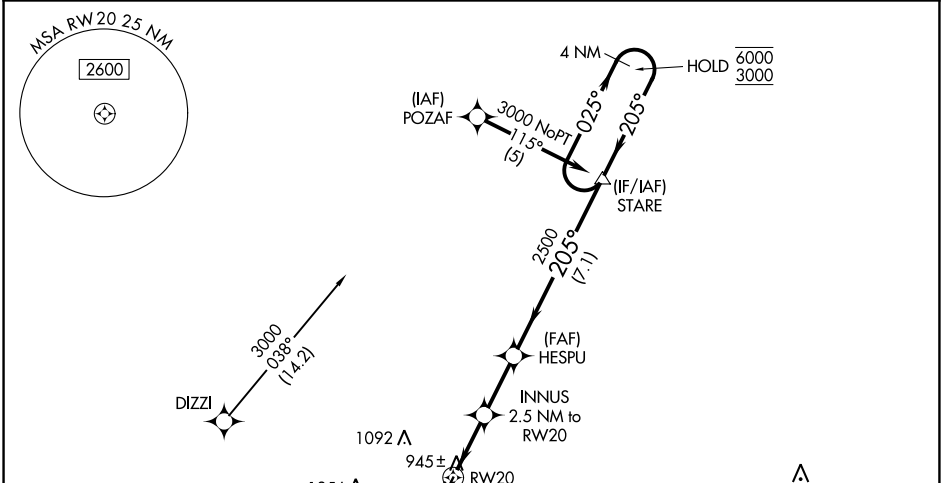 MSA RW 20 25 NM
2600
4 NM
HOLD
6000
3000
(IAF)
POZAF
3000 NoPT
115°
(5)
025°
205°
(IF/IAF)
STARE
2500
205°
(7.1)
3000
038°
(14.2)
DIZZI
(FAF)
HESPU
INNUS
2.5 NM to
RW20
1092
945±
RW20